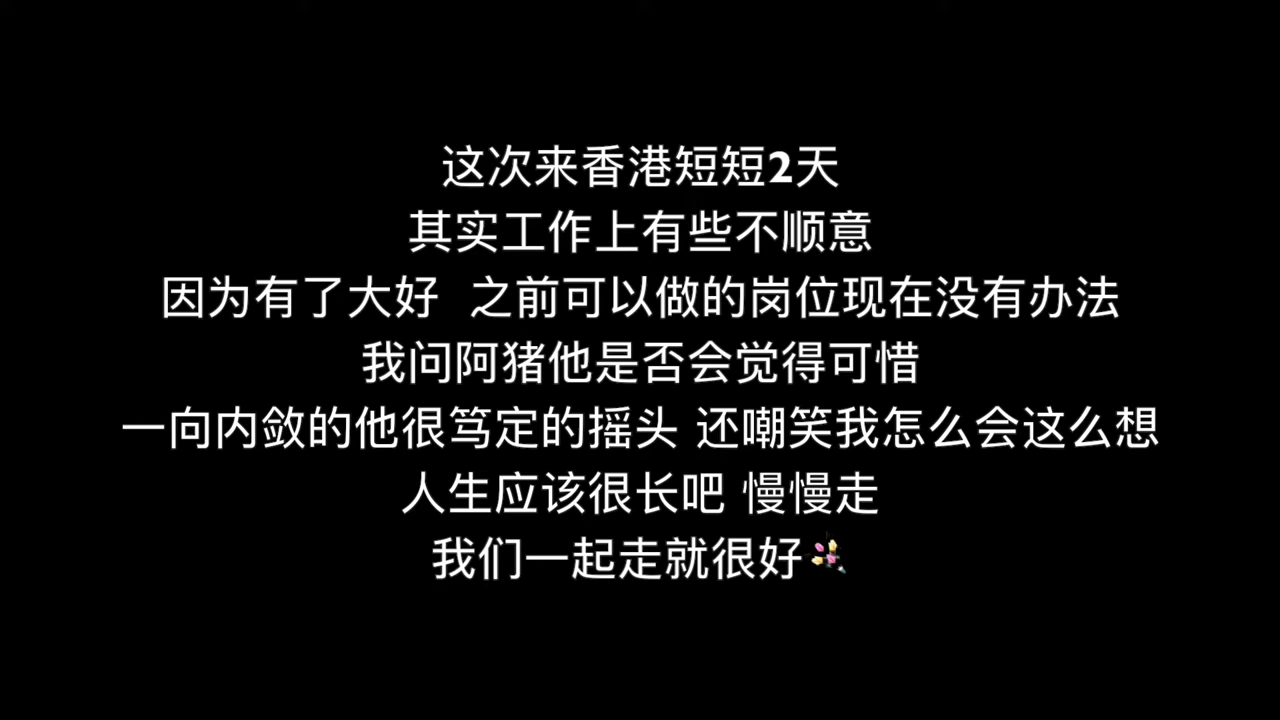 这次来香港短短2天
其实工作上有些不顺意
因为有了大好 之前可以做的岗位现在没有办法
我问阿猪他是否会觉得可惜
一向内敛的他很笃定的摇头 还嘲笑我怎么会这么想
人生应该很长吧 慢慢走
我们一起走就很好💐